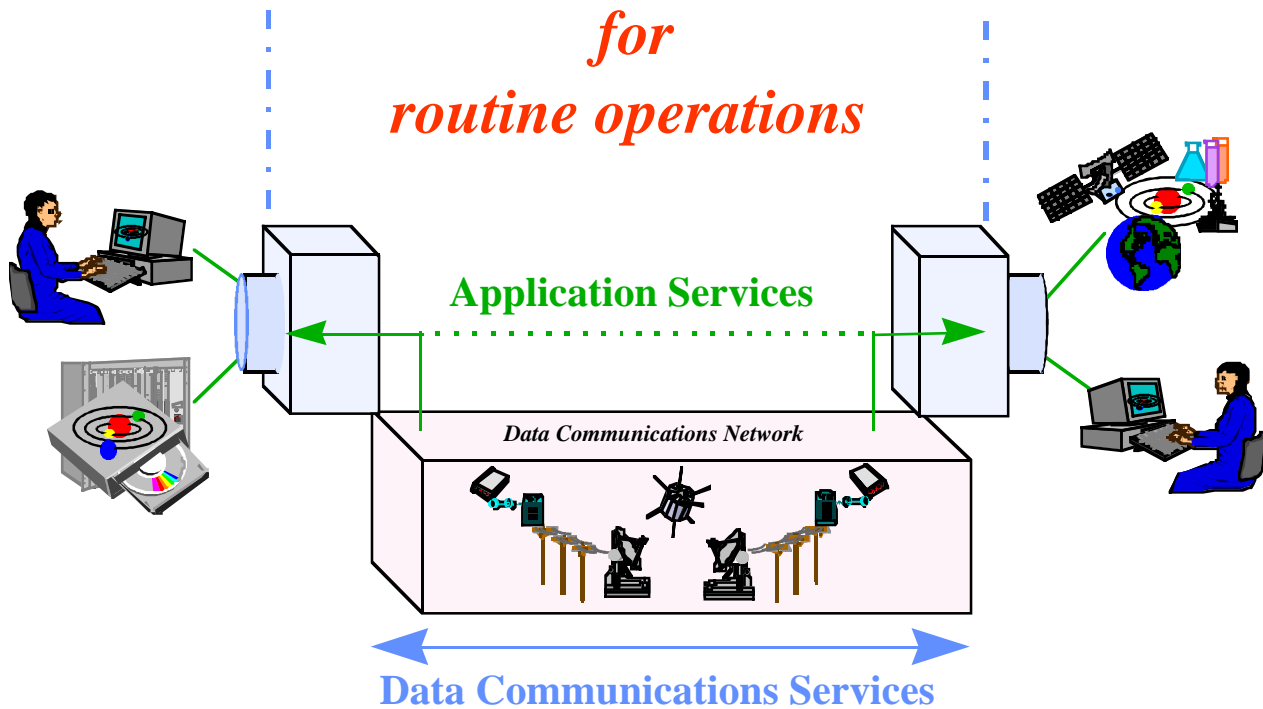 for
routine operations
Application Services
Data Communications Network
Data Communications Services